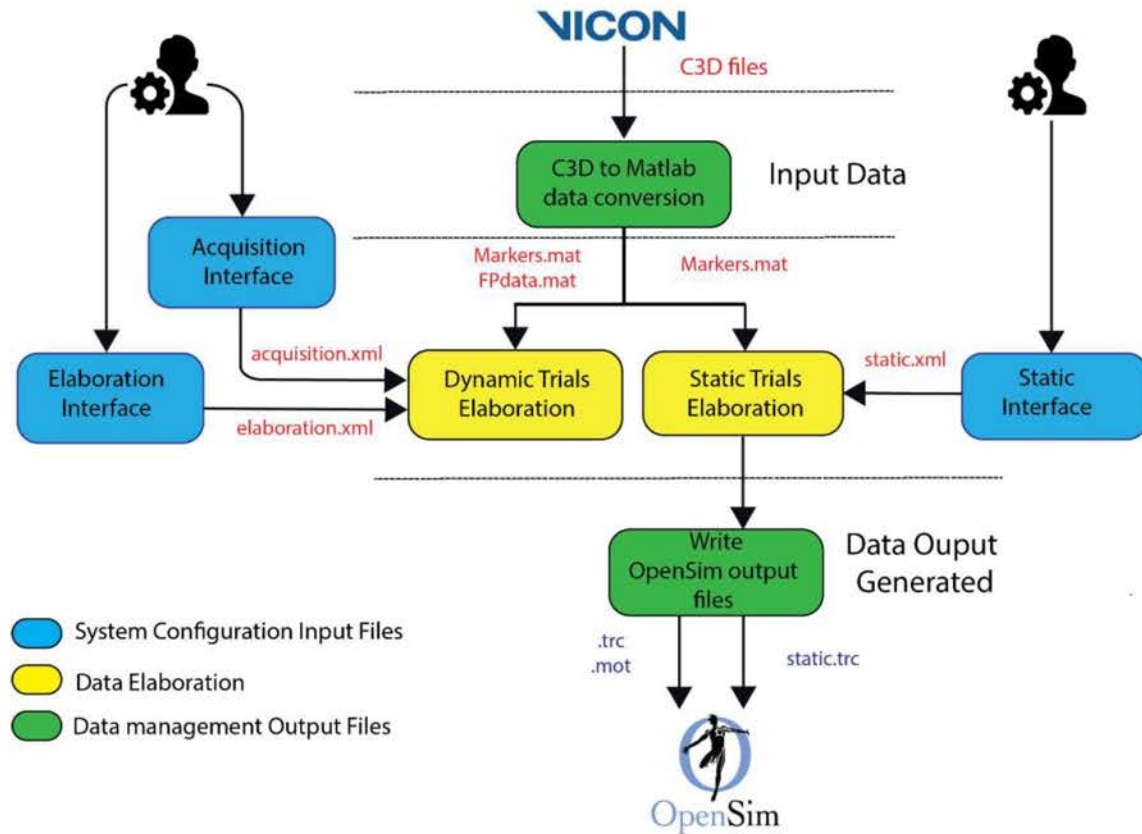 VICON
C3D files
C3D to Matlab
data conversion
Input Data
Acquisition
Interface
Markers.mat
FPdata.mat
Markers.mat
acquisition.xml
static.xml
Elaboration
Interface
Dynamic Trials
Elaboration
Static Trials
Elaboration
Static
Interface
elaboration.xml
Write
OpenSim output
files
Data Ouput
Generated
System Configuration Input Files
Data Elaboration
Data management Output Files
.trc
.mot
static.trc
OpenSim